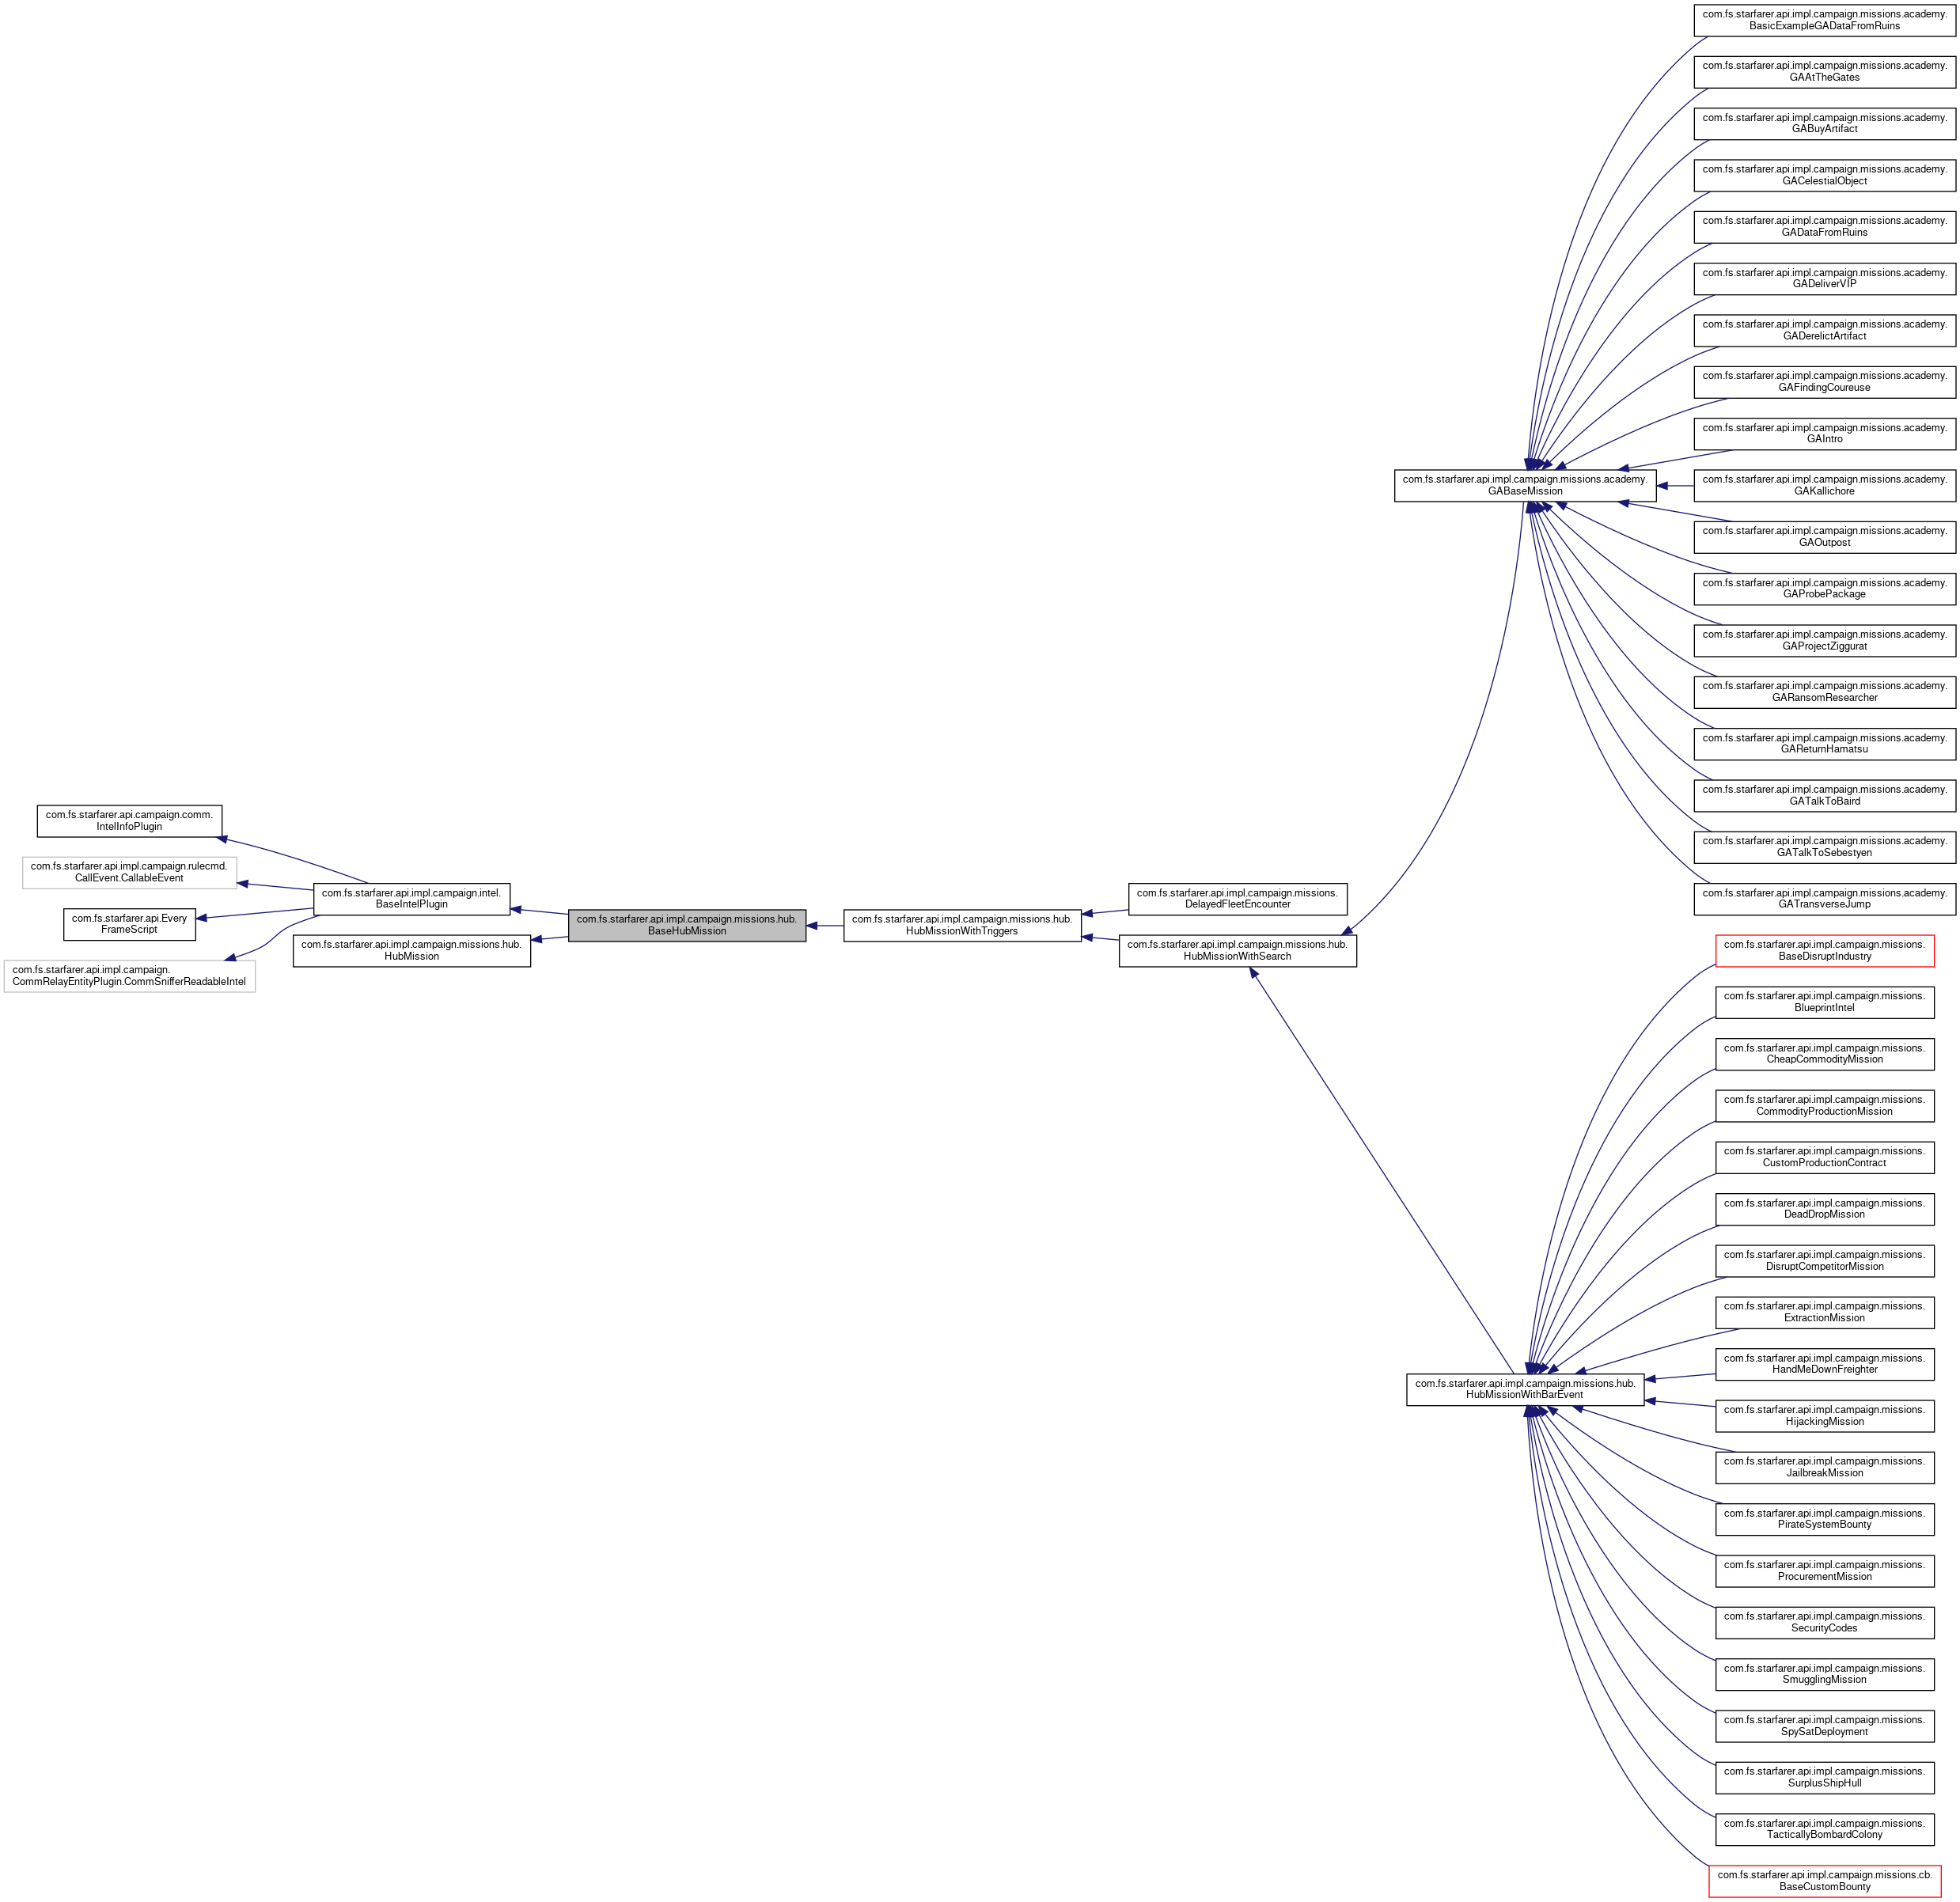 com.fs.starfarer.api.campaign.comm.
IntelInfoPlugin
com.fs.starfarer.api.impl.campaign.rulecmd.
CallEvent.CallableEvent
com.fs.starfarer.api.Every
FrameScript
com.fs.starfarer.api.impl.campaign.
CommRelayEntityPlugin.CommSnifferReadableIntel
com.fs.starfarer.api.impl.campaign.intel.
BaseIntelPlugin
com.fs.starfarer.api.impl.campaign.missions.hub.
HubMission
com.fs.starfarer.api.impl.campaign.missions.hub.
BaseHubMission
com.fs.starfarer.api.impl.campaign.missions.hub.
HubMissionWithTriggers
com.fs.starfarer.api.impl.campaign.missions.
DelayedFleetEncounter
com.fs.starfarer.api.impl.campaign.missions.hub.
HubMissionWithSearch
com.fs.starfarer.api.impl.campaign.missions.academy.
GABaseMission
com.fs.starfarer.api.impl.campaign.missions.hub.
HubMissionWithBarEvent
com.fs.starfarer.api.impl.campaign.missions.academy.
BasicExampleGADataFromRuins
com.fs.starfarer.api.impl.campaign.missions.academy.
GAAtTheGates
com.fs.starfarer.api.impl.campaign.missions.academy.
GABuyArtifact
com.fs.starfarer.api.impl.campaign.missions.academy.
GACelestialObject
com.fs.starfarer.api.impl.campaign.missions.academy.
GADataFromRuins
com.fs.starfarer.api.impl.campaign.missions.academy.
GADeliverVIP
com.fs.starfarer.api.impl.campaign.missions.academy.
GADerelictArtifact
com.fs.starfarer.api.impl.campaign.missions.academy.
GAFindingCoureuse
com.fs.starfarer.api.impl.campaign.missions.academy.
GAIntro
com.fs.starfarer.api.impl.campaign.missions.academy.
GAKallichore
com.fs.starfarer.api.impl.campaign.missions.academy.
GAOutpost
com.fs.starfarer.api.impl.campaign.missions.academy.
GAProbePackage
com.fs.starfarer.api.impl.campaign.missions.academy.
GAProjectZiggurat
com.fs.starfarer.api.impl.campaign.missions.academy.
GARansomResearcher
com.fs.starfarer.api.impl.campaign.missions.academy.
GAReturnHamatsu
com.fs.starfarer.api.impl.campaign.missions.academy.
GATalkToBaird
com.fs.starfarer.api.impl.campaign.missions.academy.
GATalkToSebestyen
com.fs.starfarer.api.impl.campaign.missions.academy.
GATransverseJump
com.fs.starfarer.api.impl.campaign.missions.
BaseDisruptIndustry
com.fs.starfarer.api.impl.campaign.missions.
BlueprintIntel
com.fs.starfarer.api.impl.campaign.missions.
CheapCommodityMission
com.fs.starfarer.api.impl.campaign.missions.
CommodityProductionMission
com.fs.starfarer.api.impl.campaign.missions.
CustomProductionContract
com.fs.starfarer.api.impl.campaign.missions.
DeadDropMission
com.fs.starfarer.api.impl.campaign.missions.
DisruptCompetitorMission
com.fs.starfarer.api.impl.campaign.missions.
ExtractionMission
com.fs.starfarer.api.impl.campaign.missions.
HandMeDownFreighter
com.fs.starfarer.api.impl.campaign.missions.
HijackingMission
com.fs.starfarer.api.impl.campaign.missions.
JailbreakMission
com.fs.starfarer.api.impl.campaign.missions.
PirateSystemBounty
com.fs.starfarer.api.impl.campaign.missions.
ProcurementMission
com.fs.starfarer.api.impl.campaign.missions.
SecurityCodes
com.fs.starfarer.api.impl.campaign.missions.
SmugglingMission
com.fs.starfarer.api.impl.campaign.missions.
SpySatDeployment
com.fs.starfarer.api.impl.campaign.missions.
SurplusShipHull
com.fs.starfarer.api.impl.campaign.missions.
TacticallyBombardColony
com.fs.starfarer.api.impl.campaign.missions.cb.
BaseCustomBounty